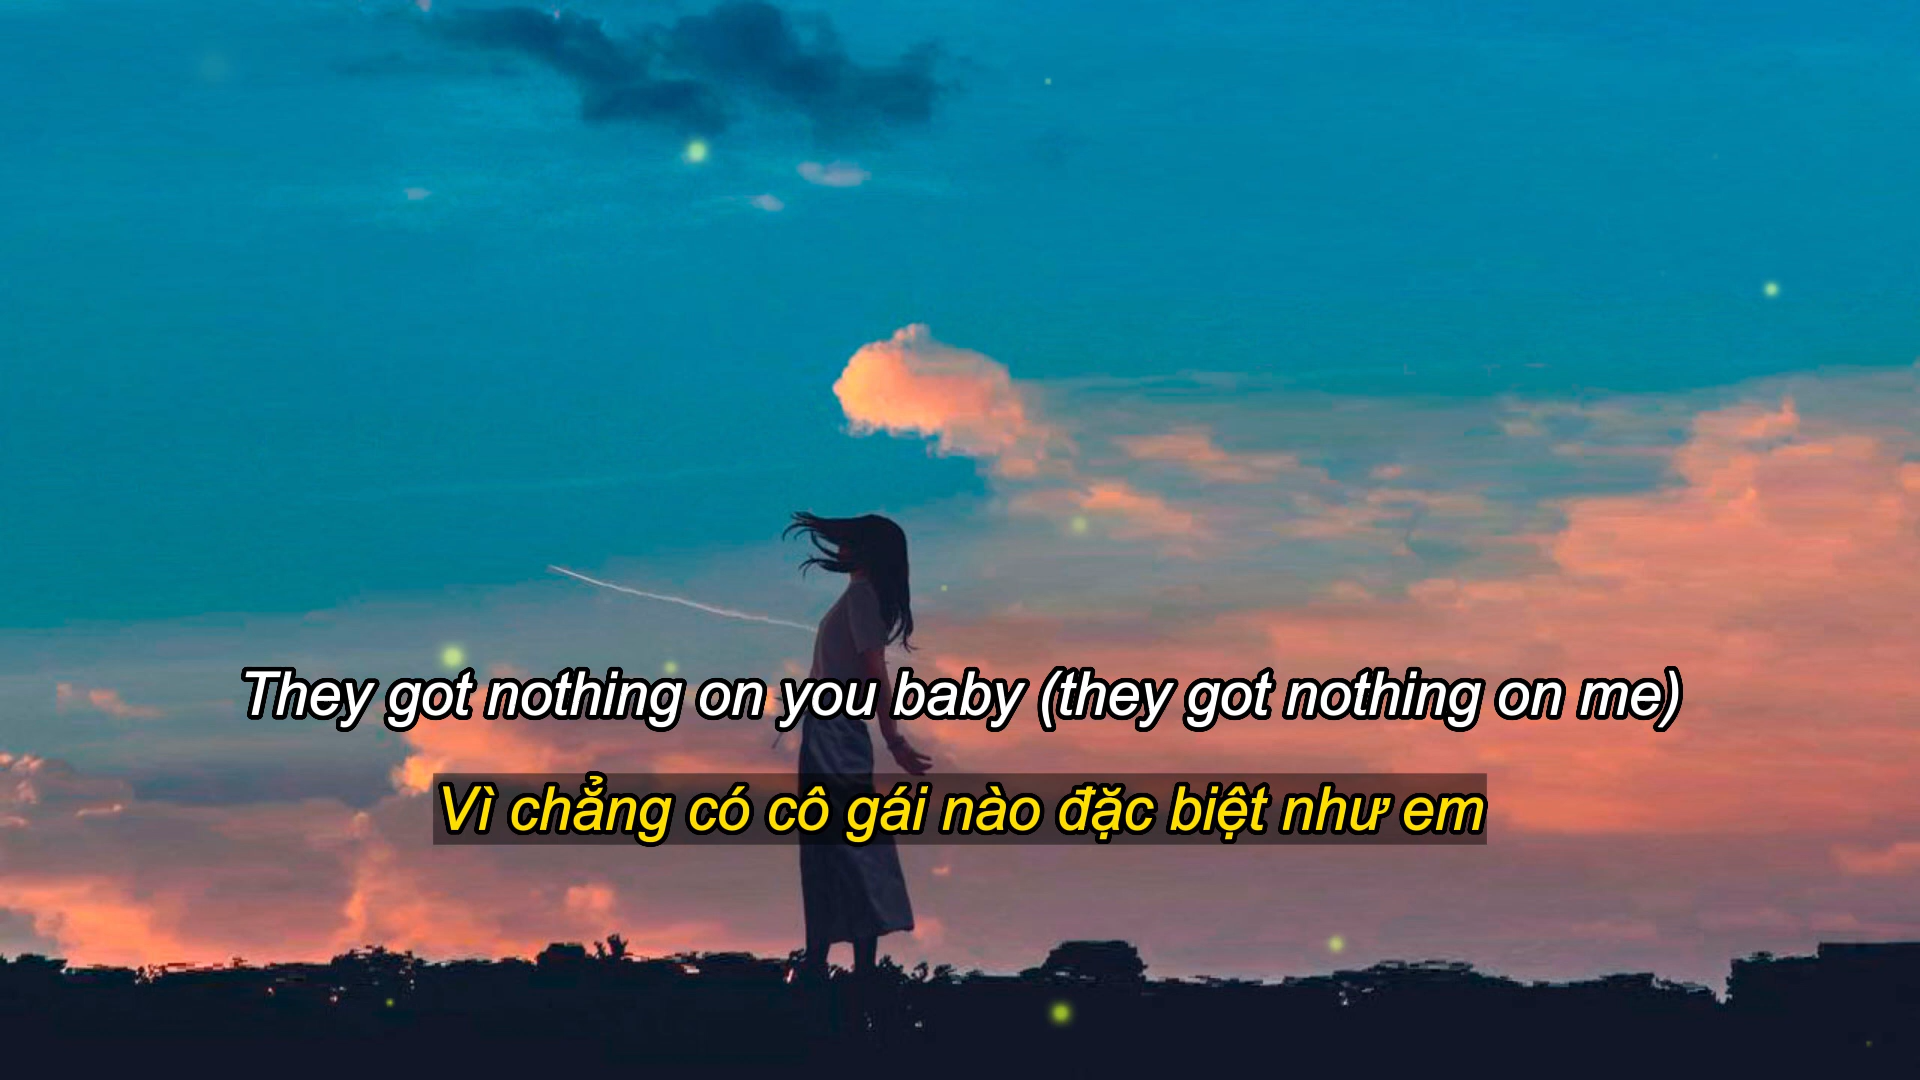 They got nothing on you baby (they got nothing on me)
Vì chẳng có cô gái nào đặc biệt như em